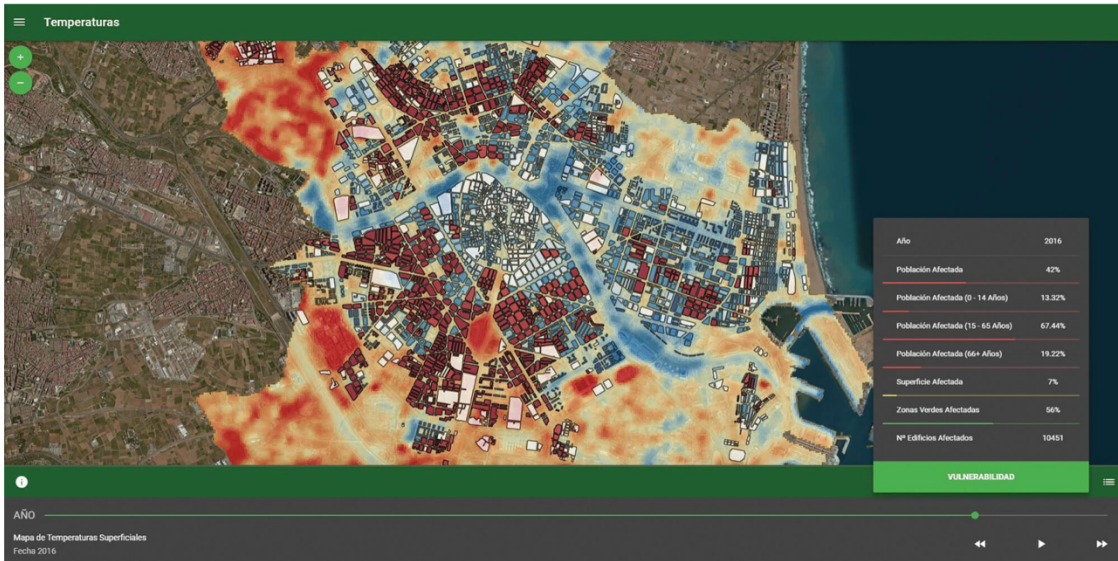 Temperaturas
+
−
Año 2016
Población Afectada 42%
Población Afectada (0 - 14 Años) 13.32%
Población Afectada (15 - 65 Años) 67.44%
Población Afectada (66+ Años) 19.22%
Superficie Afectada 7%
Zonas Verdes Afectadas 56%
Nº Edificios Afectados 10451
VULNERABILIDAD
AÑO
Mapa de Temperaturas Superficiales
Fecha 2016